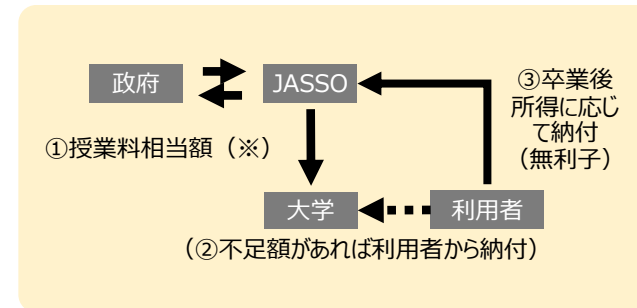 政府
JASSO
③卒業後
所得に応じ
て納付
（無利子）
①授業料相当額（※）
大学
利用者
（②不足額があれば利用者から納付）